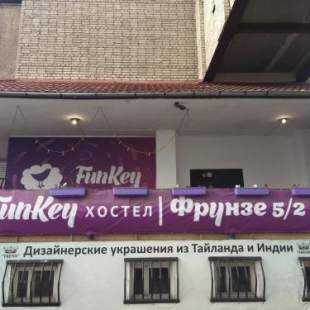 FunKey
FunKey ХОСТЕЛ | Фрунзе 5/2
Дизайнерские украшения из Тайланда и Индии